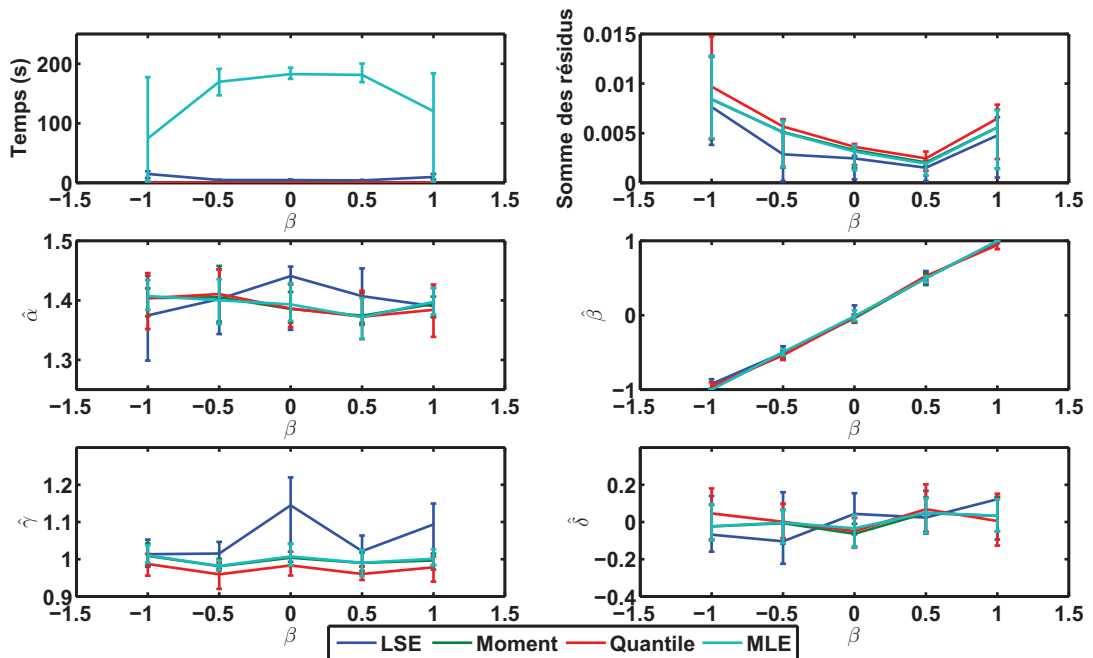 Temps (s)
200
100
0
−1.5 −1 −0.5 0 0.5 1 1.5
β
Somme des résidus
0.015
0.01
0.005
0
−1.5 −1 −0.5 0 0.5 1 1.5
β
α̂
1.5
1.4
1.3
−1.5 −1 −0.5 0 0.5 1 1.5
β
β̂
1
0
−1
−1.5 −1 −0.5 0 0.5 1 1.5
β
γ̂
1.2
1.1
1
0.9
−1.5 −1 −0.5 0 0.5 1 1.5
β
δ̂
0.2
0
−0.2
−0.4
−1.5 −1 −0.5 0 0.5 1 1.5
β
LSE Moment Quantile MLE